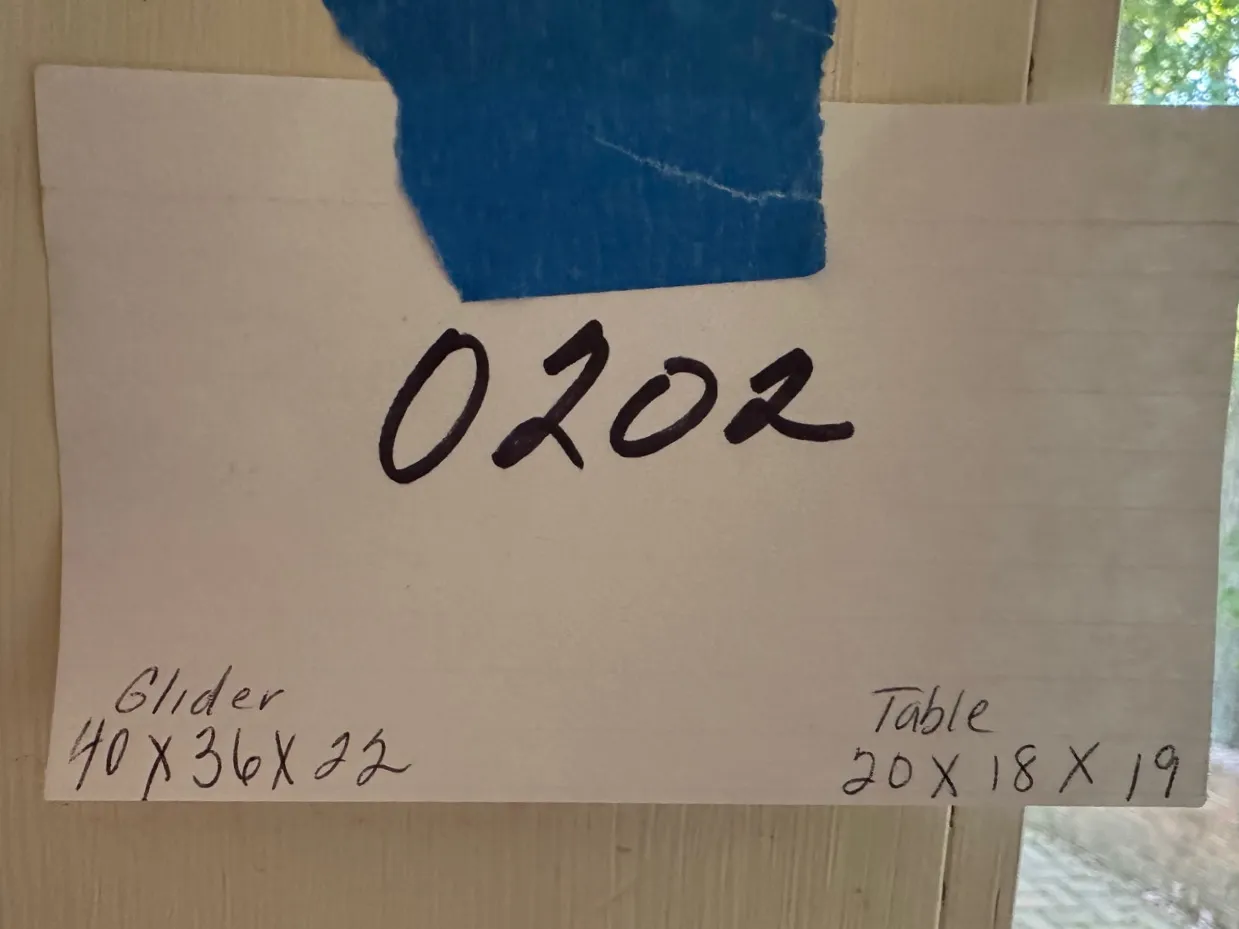 0202
Glider
40 X 36 X 22
Table
20 X 18 X 19